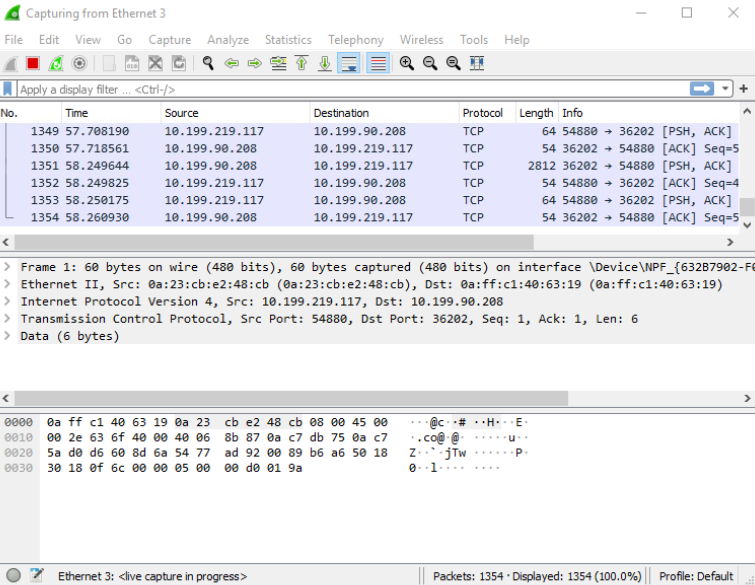 Capturing from Ethernet 3
File Edit View Go Capture Analyze Statistics Telephony Wireless Tools Help
Apply a display filter ... <Ctrl-/>
No. Time Source Destination Protocol Length Info
1349 57.708190 10.199.219.117 10.199.90.208 TCP 64 54880 → 36202 [PSH, ACK]
1350 57.718561 10.199.90.208 10.199.219.117 TCP 54 36202 → 54880 [ACK] Seq=5
1351 58.249644 10.199.90.208 10.199.219.117 TCP 2812 36202 → 54880 [PSH, ACK]
1352 58.249825 10.199.219.117 10.199.90.208 TCP 54 54880 → 36202 [ACK] Seq=4
1353 58.250175 10.199.219.117 10.199.90.208 TCP 64 54880 → 36202 [PSH, ACK]
1354 58.260930 10.199.90.208 10.199.219.117 TCP 54 36202 → 54880 [ACK] Seq=5
Frame 1: 60 bytes on wire (480 bits), 60 bytes captured (480 bits) on interface \Device\NPF_{632B7902-F
Ethernet II, Src: 0a:23:cb:e2:48:cb (0a:23:cb:e2:48:cb), Dst: 0a:ff:c1:40:63:19 (0a:ff:c1:40:63:19)
Internet Protocol Version 4, Src: 10.199.219.117, Dst: 10.199.90.208
Transmission Control Protocol, Src Port: 54880, Dst Port: 36202, Seq: 1, Ack: 1, Len: 6
Data (6 bytes)
0000 0a ff c1 40 63 19 0a 23 cb e2 48 cb 08 00 45 00 ···@c··# ··H···E·
0010 00 2e 63 6f 40 00 40 06 8b 87 0a c7 db 75 0a c7 ·.co@·@· ·····u··
0020 5a d0 d6 60 8d 6a 54 77 ad 92 00 89 b6 a6 50 18 Z··`·jTw ······P·
0030 30 18 0f 6c 00 00 05 00 00 d0 01 9a 0··l···· ····
Ethernet 3: <live capture in progress> Packets: 1354 · Displayed: 1354 (100.0%) Profile: Default